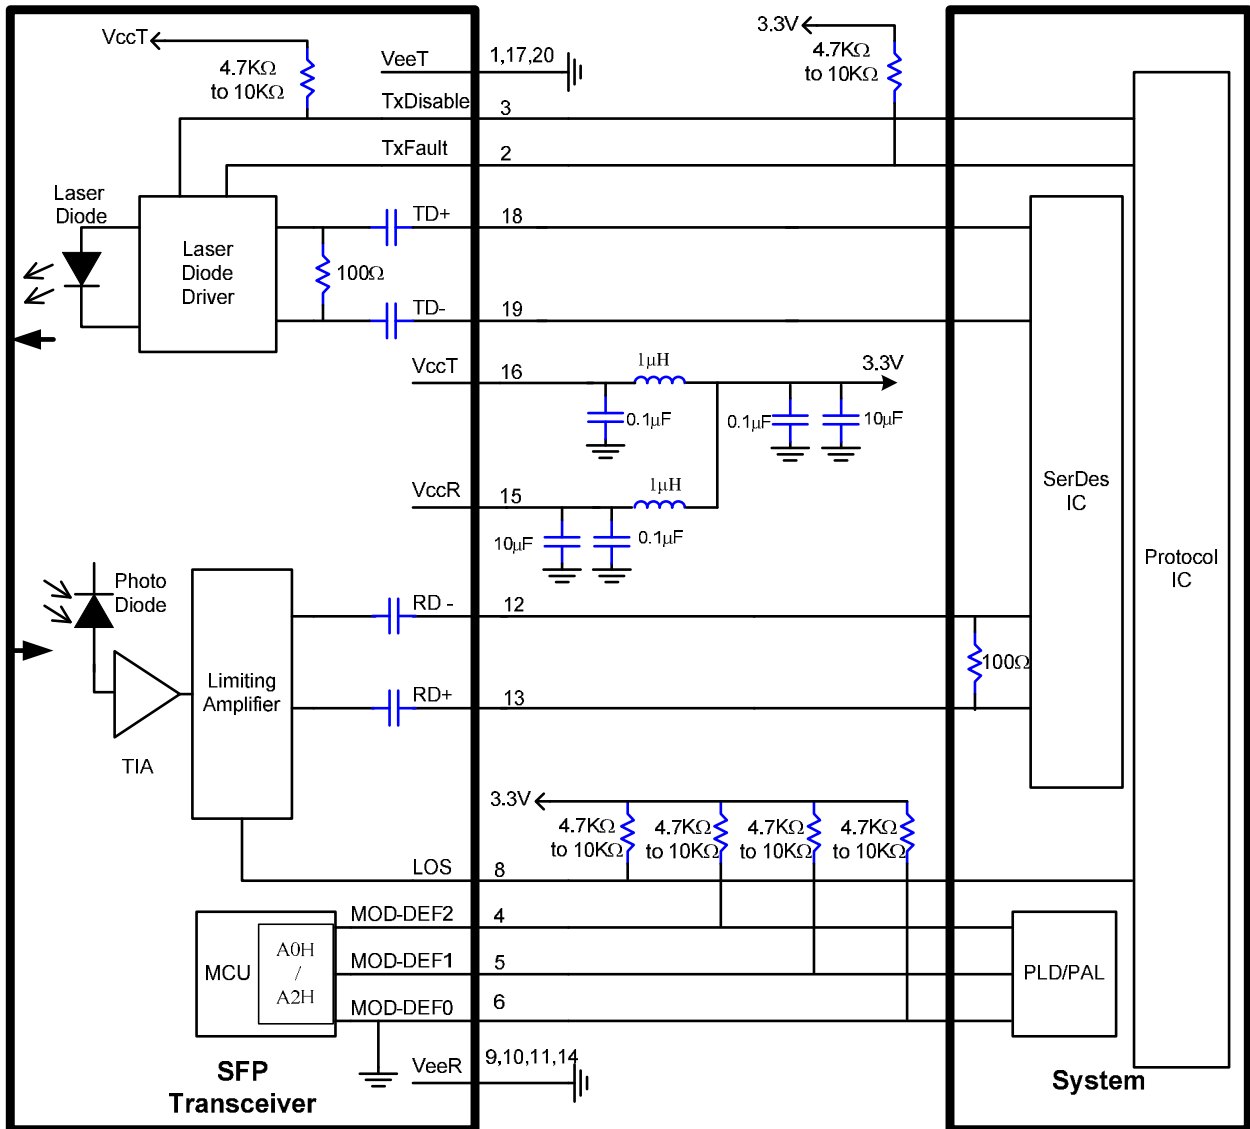 VccT
4.7KΩ
to 10KΩ
VeeT
1,17,20
3.3V
4.7KΩ
to 10KΩ
TxDisable
3
TxFault
2
Laser
Diode
Laser
Diode
Driver
TD+
18
100Ω
TD-
19
VccT
16
1μH
3.3V
0.1μF
0.1μF
10μF
VccR
15
1μH
10μF
0.1μF
SerDes
IC
Protocol
IC
Photo
Diode
RD -
12
Limiting
Amplifier
RD+
13
100Ω
TIA
3.3V
4.7KΩ
to 10KΩ
4.7KΩ
to 10KΩ
4.7KΩ
to 10KΩ
4.7KΩ
to 10KΩ
LOS
8
MOD-DEF2
4
MCU
A0H
/
A2H
MOD-DEF1
5
PLD/PAL
MOD-DEF0
6
VeeR
9,10,11,14
SFP
Transceiver
System